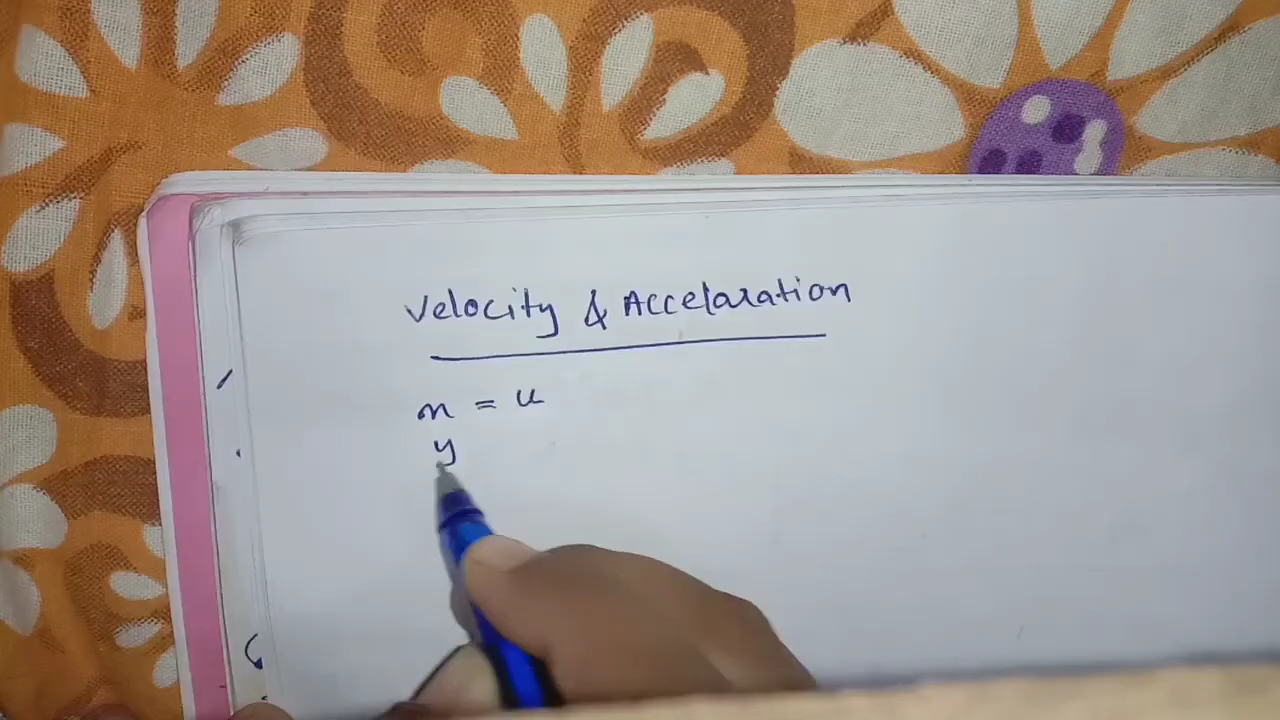 Velocity & Accelaration
x = u
y